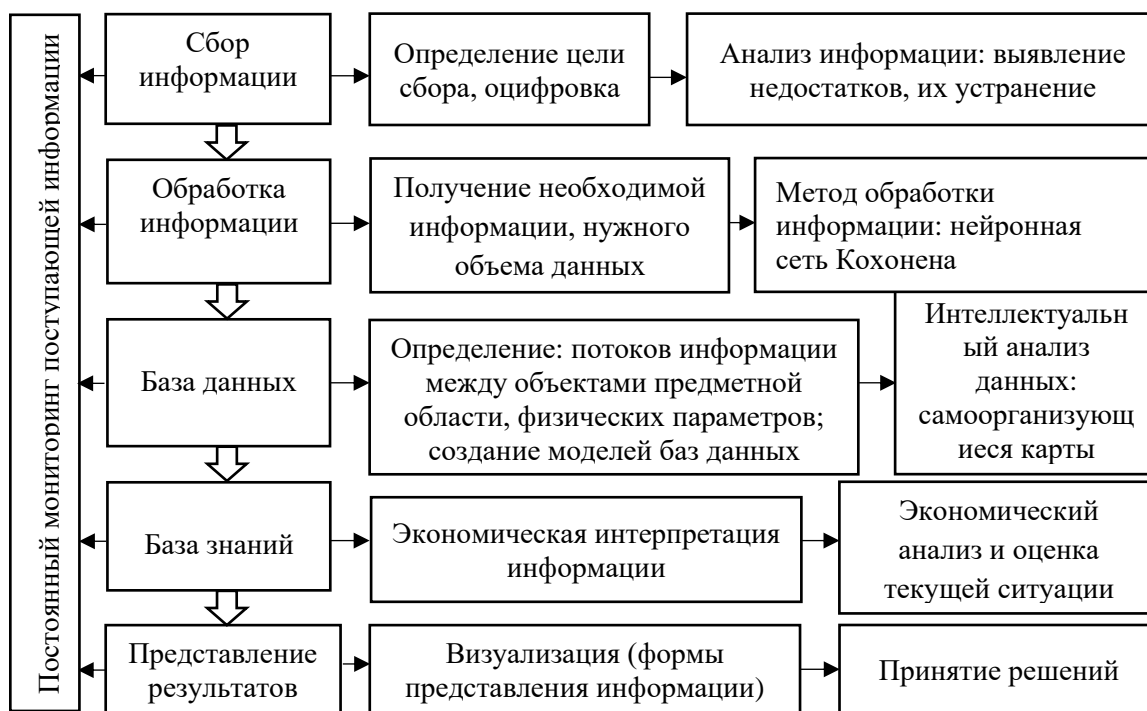 Постоянный мониторинг поступающей информации
Сбор
информации
Определение цели
сбора, оцифровка
Анализ информации: выявление
недостатков, их устранение
Обработка
информации
Получение необходимой
информации, нужного
объема данных
Метод обработки
информации: нейронная
сеть Кохонена
База данных
Определение: потоков информации
между объектами предметной
области, физических параметров;
создание моделей баз данных
Интеллектуальн
ый анализ
данных:
самоорганизующ
иеся карты
База знаний
Экономическая интерпретация
информации
Экономический
анализ и оценка
текущей ситуации
Представление
результатов
Визуализация (формы
представления информации)
Принятие решений